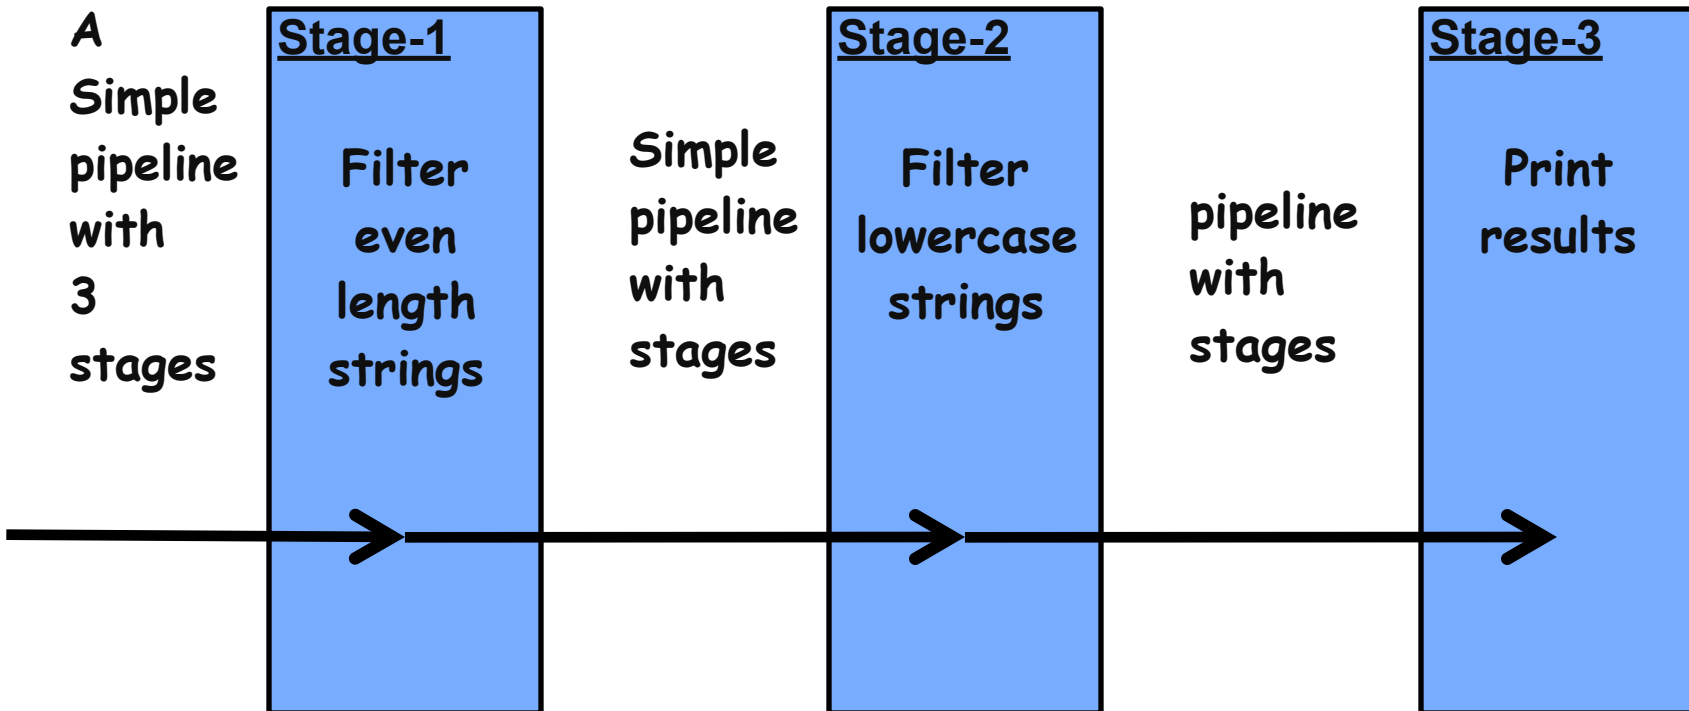 A
Simple
pipeline
with
3
stages
Stage-1
Filter
even
length
strings
Simple
pipeline
with
stages
Stage-2
Filter
lowercase
strings
pipeline
with
stages
Stage-3
Print
results